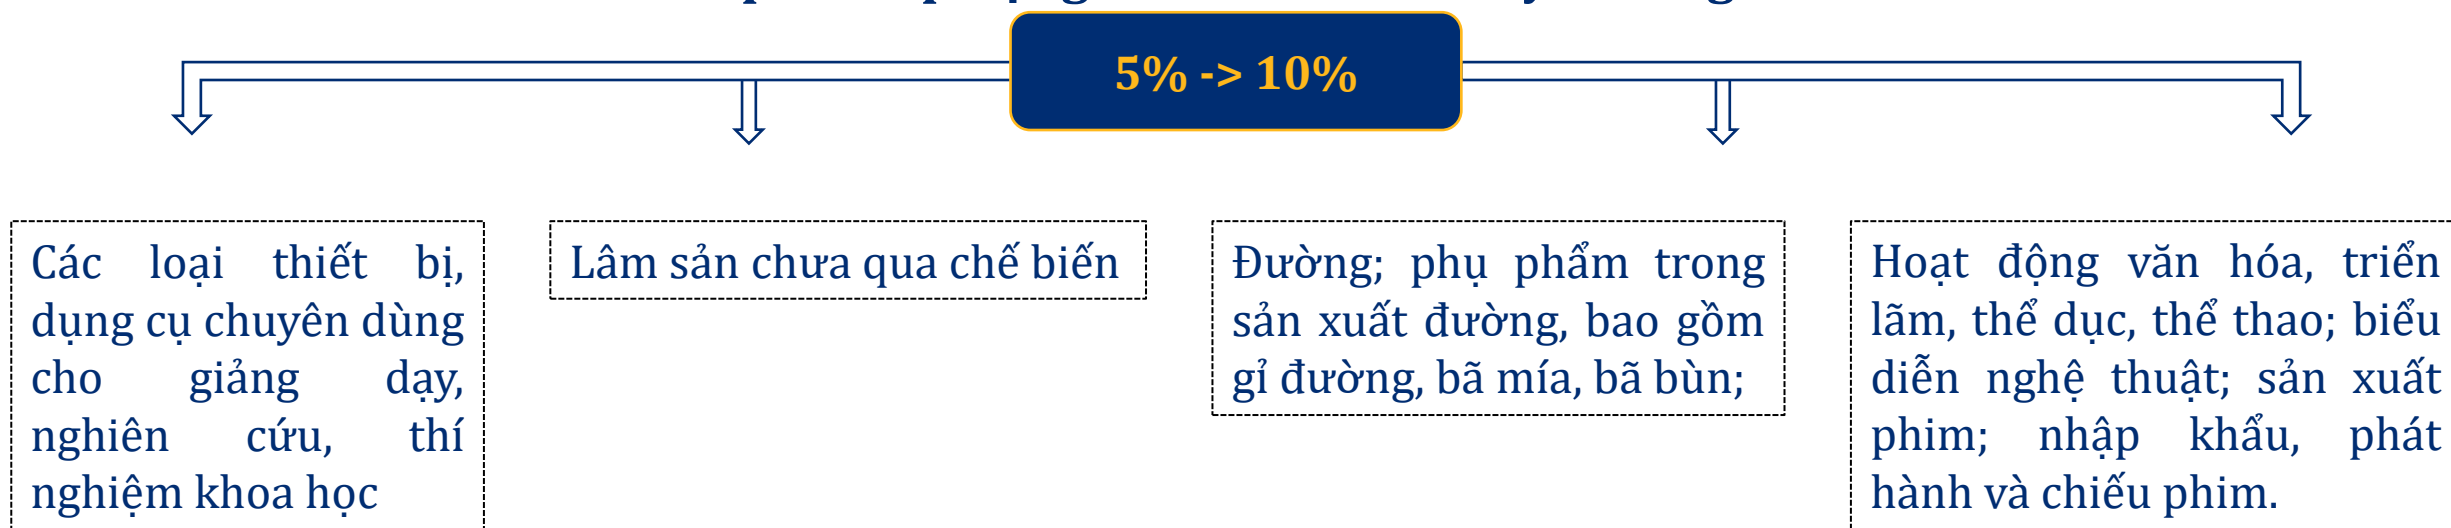 5% -> 10%
Các loại thiết bị,
dụng cụ chuyên dùng
cho giảng dạy,
nghiên cứu, thí
nghiệm khoa học
Lâm sản chưa qua chế biến
Đường; phụ phẩm trong
sản xuất đường, bao gồm
gỉ đường, bã mía, bã bùn;
Hoạt động văn hóa, triển
lãm, thể dục, thể thao; biểu
diễn nghệ thuật; sản xuất
phim; nhập khẩu, phát
hành và chiếu phim.